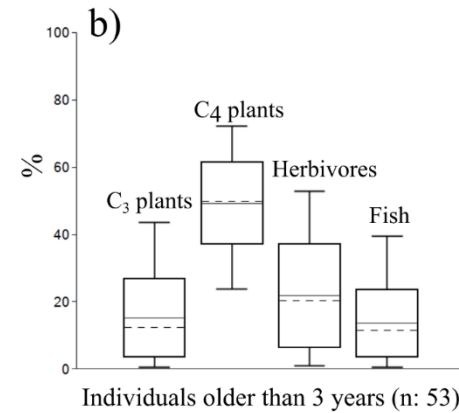 b)
100
80
60
40
20
0
%
C₃ plants
C4 plants
Herbivores
Fish
Individuals older than 3 years (n: 53)